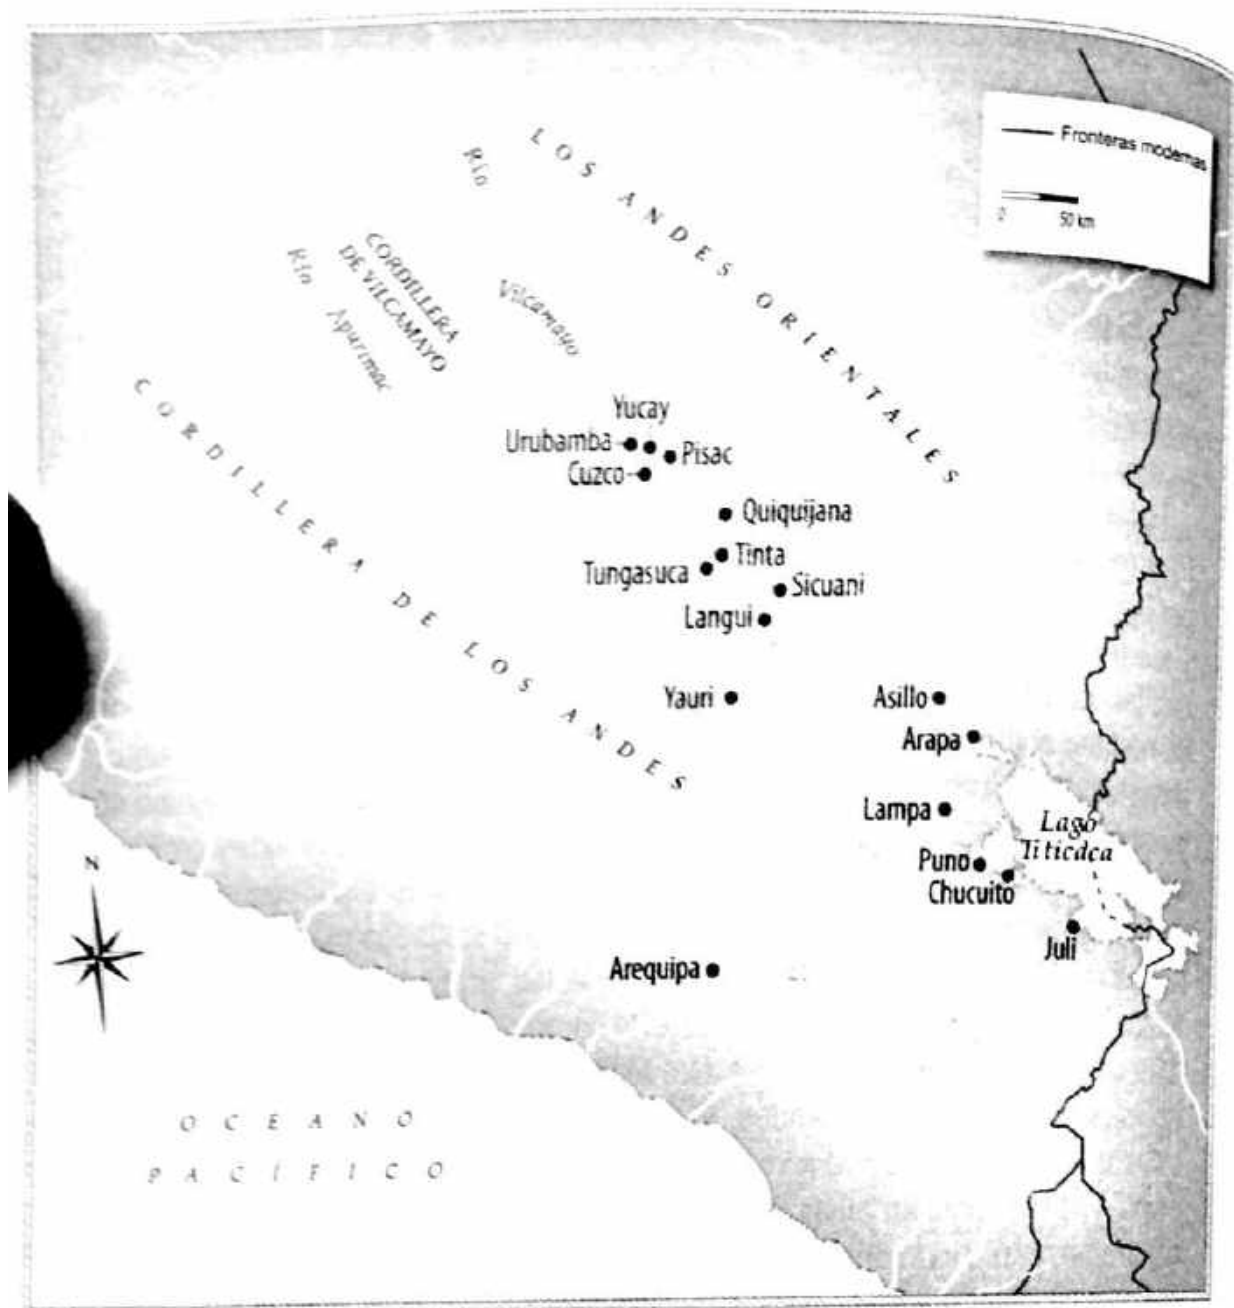 Fronteras modernas
0 50 km
LOS ANDES ORIENTALES
Río Vilcamayo
CORDILLERA
DE VILCAMAYO
Río Apurimac
CORDILLERA DE LOS ANDES
Yucay
Urubamba
Pisac
Cuzco
Quiquijana
Tinta
Tungasuca
Sicuani
Langui
Yauri
Asillo
Arapa
Lampa
Lago
Titicaca
Puno
Chucuito
Juli
N
Arequipa
OCEANO
PACÍFICO